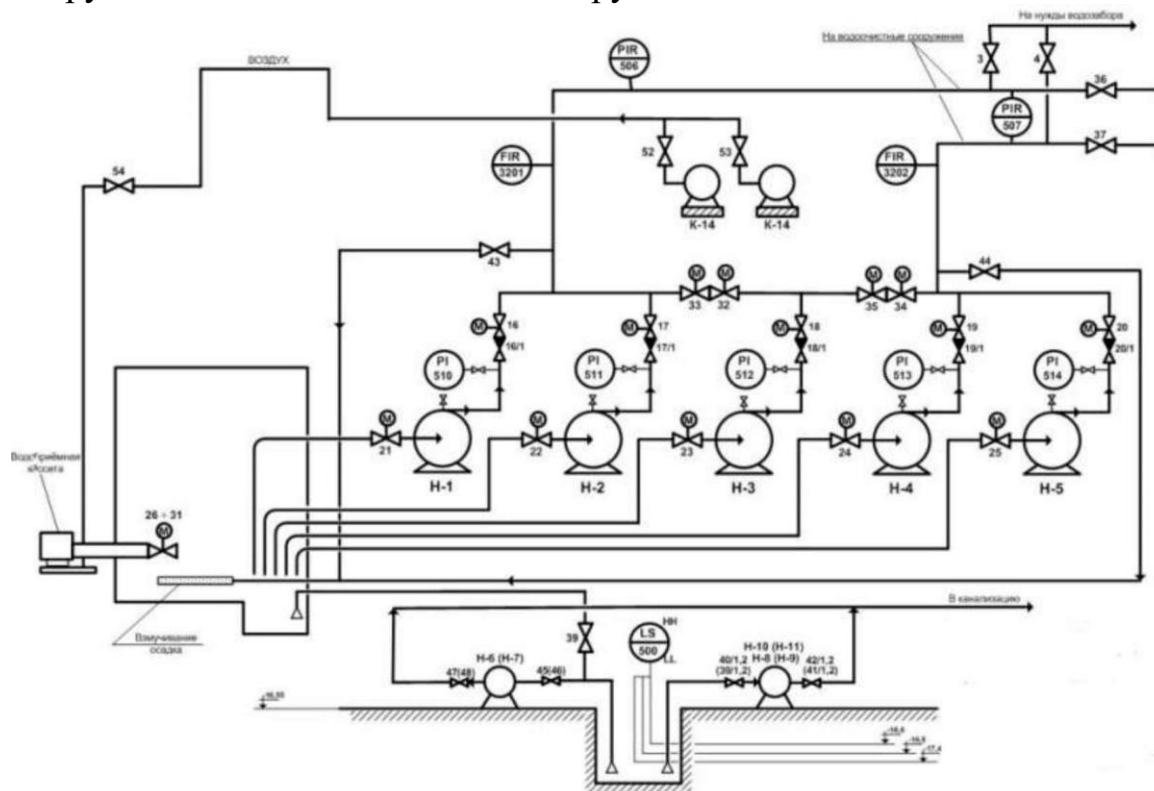 На нужды водозабора
На водоочистные сооружения
ВОЗДУХ
PIR
506
3
4
36
PIR
507
37
54
FIR
3201
52
53
FIR
3202
К-14
К-14
43
44
M
M
33
32
M
M
35
34
M
16
16/1
M
17
17/1
M
18
18/1
M
19
19/1
M
20
20/1
PI
510
PI
511
PI
512
PI
513
PI
514
M
21
M
22
M
23
M
24
M
25
Н-1
Н-2
Н-3
Н-4
Н-5
26 ÷ 31
M
Взмучивание
осадка
В канализацию
39
LS
500
HH
LL
Н-6 (Н-7)
47(48)
45(46)
Н-10 (Н-11)
Н-8 (Н-9)
40/1,2
(39/1,2)
42/1,2
(41/1,2)
-17,4